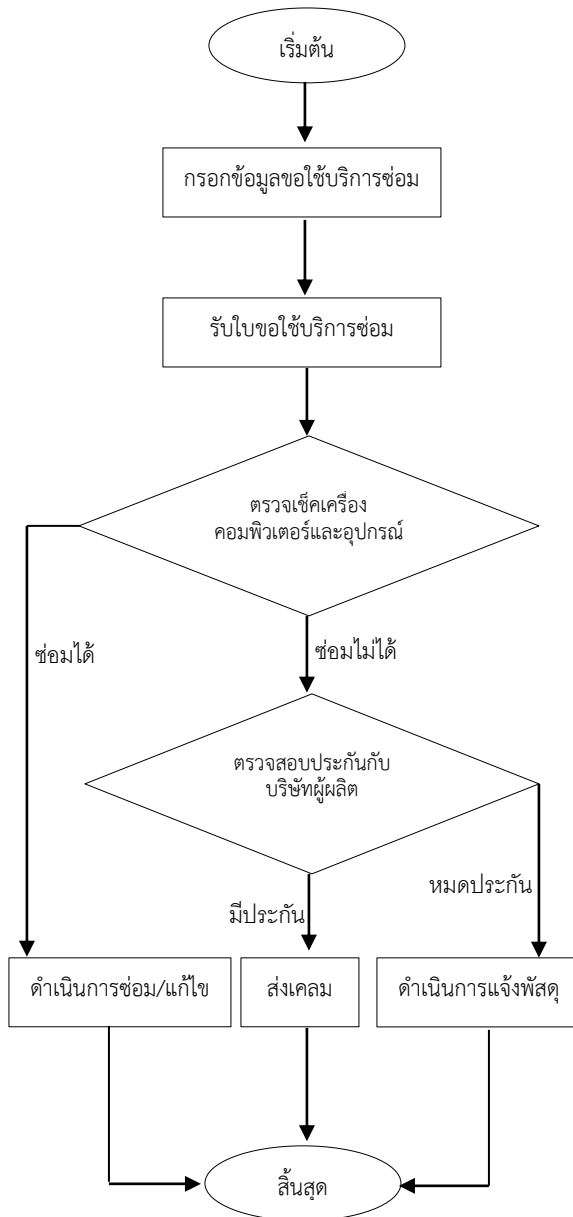 เริ่มต้น
กรอกข้อมูลขอใช้บริการซ่อม
รับใบขอใช้บริการซ่อม
ตรวจเช็คเครื่อง
คอมพิวเตอร์และอุปกรณ์
ซ่อมได้
ซ่อมไม่ได้
ตรวจสอบประกันกับ
บริษัทผู้ผลิต
มีประกัน
หมดประกัน
ดำเนินการซ่อม/แก้ไข
ส่งเคลม
ดำเนินการแจ้งพัสดุ
สิ้นสุด